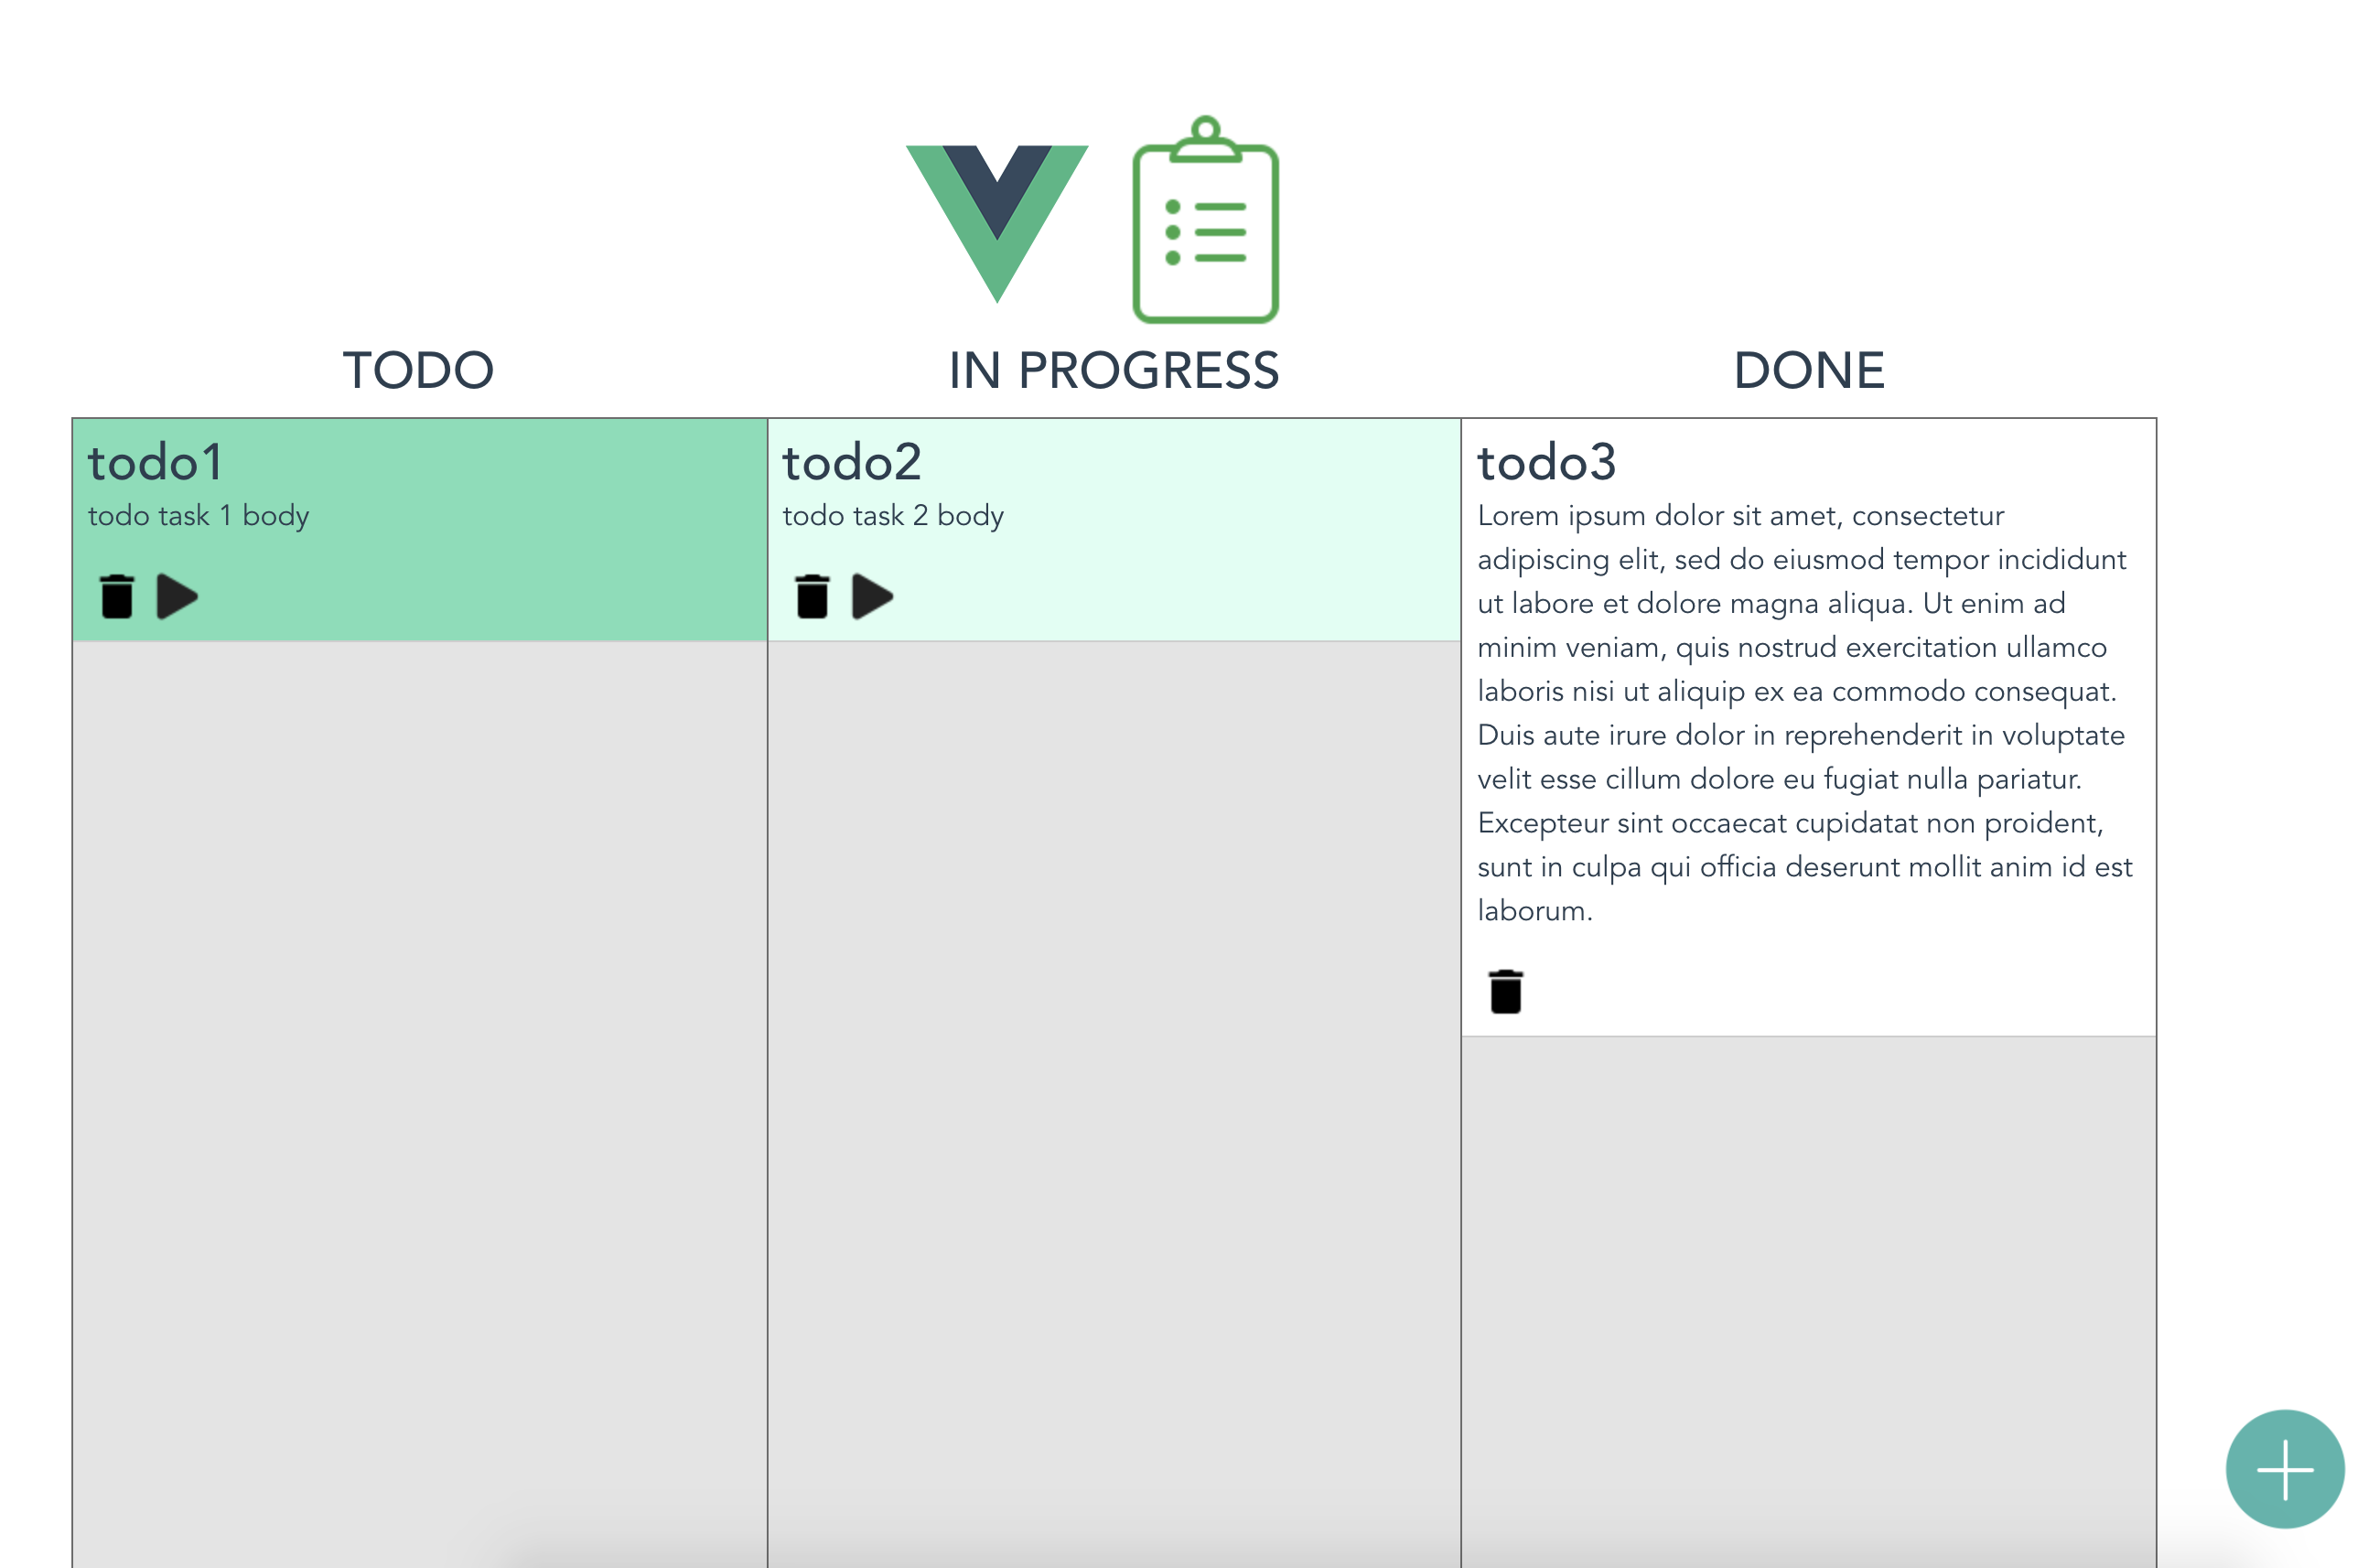 TODO
IN PROGRESS
DONE
todo1
todo task 1 body
todo2
todo task 2 body
todo3
Lorem ipsum dolor sit amet, consectetur
adipiscing elit, sed do eiusmod tempor incididunt
ut labore et dolore magna aliqua. Ut enim ad
minim veniam, quis nostrud exercitation ullamco
laboris nisi ut aliquip ex ea commodo consequat.
Duis aute irure dolor in reprehenderit in voluptate
velit esse cillum dolore eu fugiat nulla pariatur.
Excepteur sint occaecat cupidatat non proident,
sunt in culpa qui officia deserunt mollit anim id est
laborum.